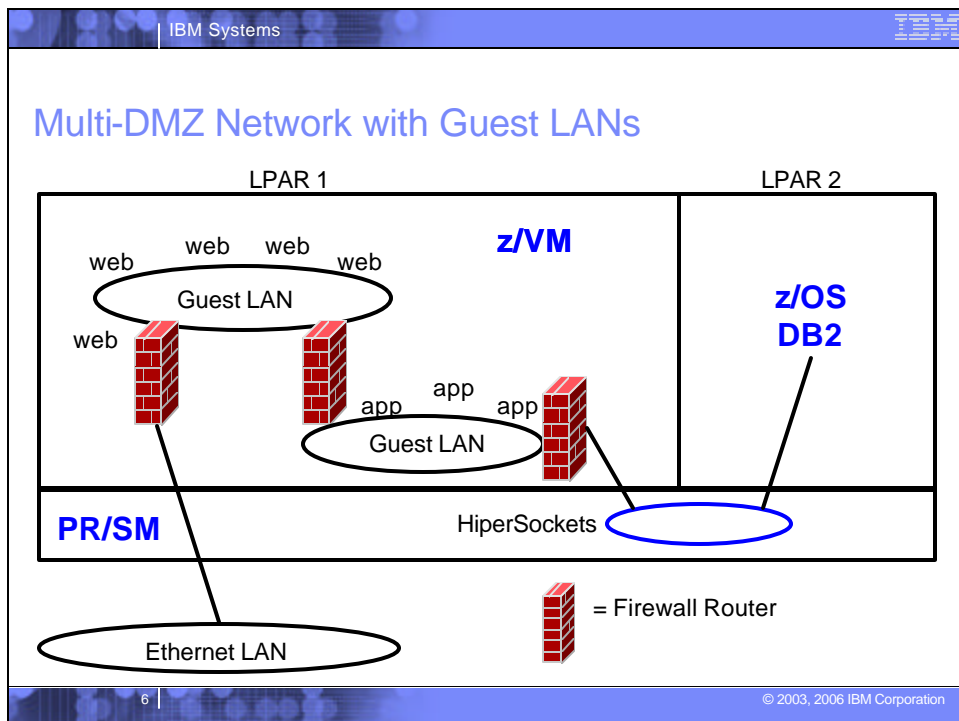 IBM Systems
IBM
Multi-DMZ Network with Guest LANs
LPAR 1
LPAR 2
web
web
web
web
z/VM
Guest LAN
z/OS
DB2
web
app
app
app
Guest LAN
PR/SM
HiperSockets
= Firewall Router
Ethernet LAN
6
© 2003, 2006 IBM Corporation